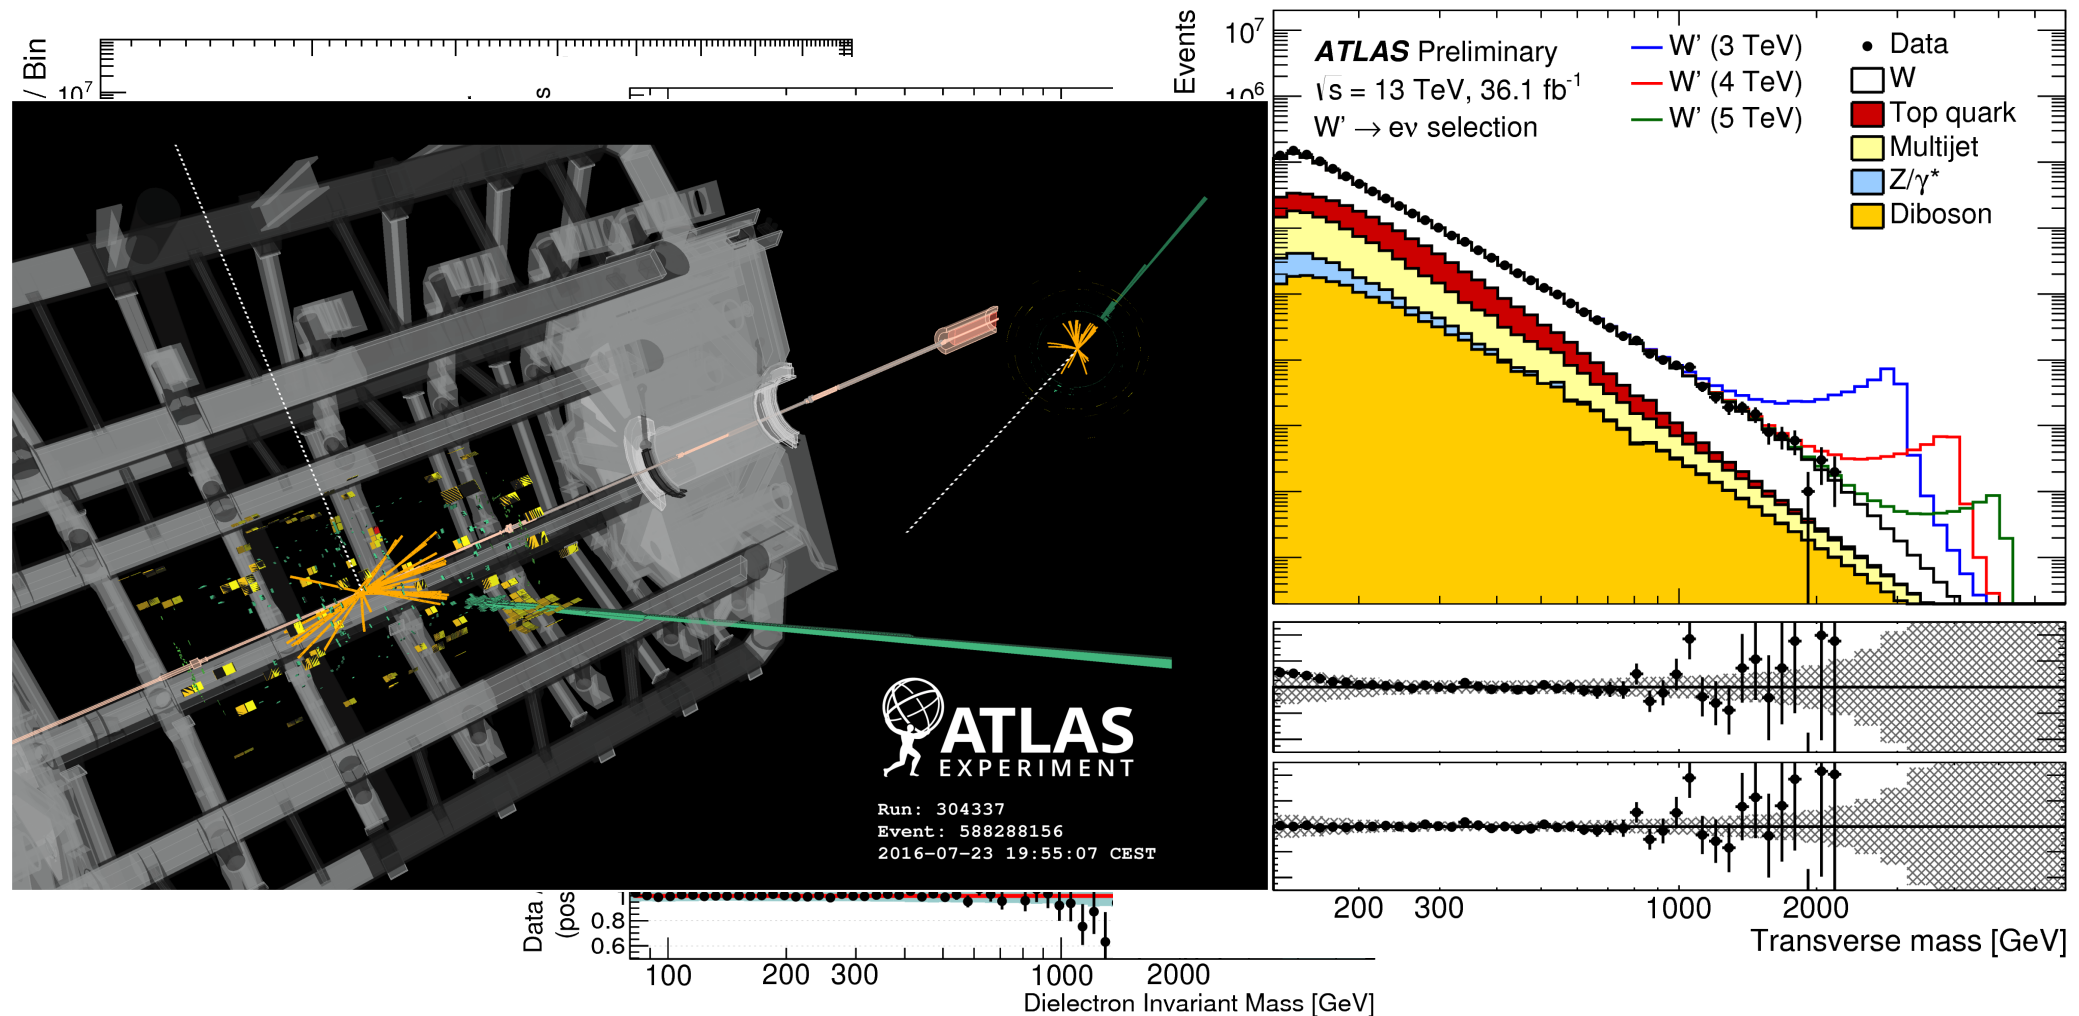 / Bin
10⁷
s
Events
10⁷
10⁶
ATLAS Preliminary
√s = 13 TeV, 36.1 fb⁻¹
W' → eν selection
W' (3 TeV)
W' (4 TeV)
W' (5 TeV)
Data
W
Top quark
Multijet
Z/γ*
Diboson
ATLAS
EXPERIMENT
Run: 304337
Event: 588288156
2016-07-23 19:55:07 CEST
200 300 1000 2000
Transverse mass [GeV]
Data
(pos
1
0.8
0.6
100 200 300 1000 2000
Dielectron Invariant Mass [GeV]